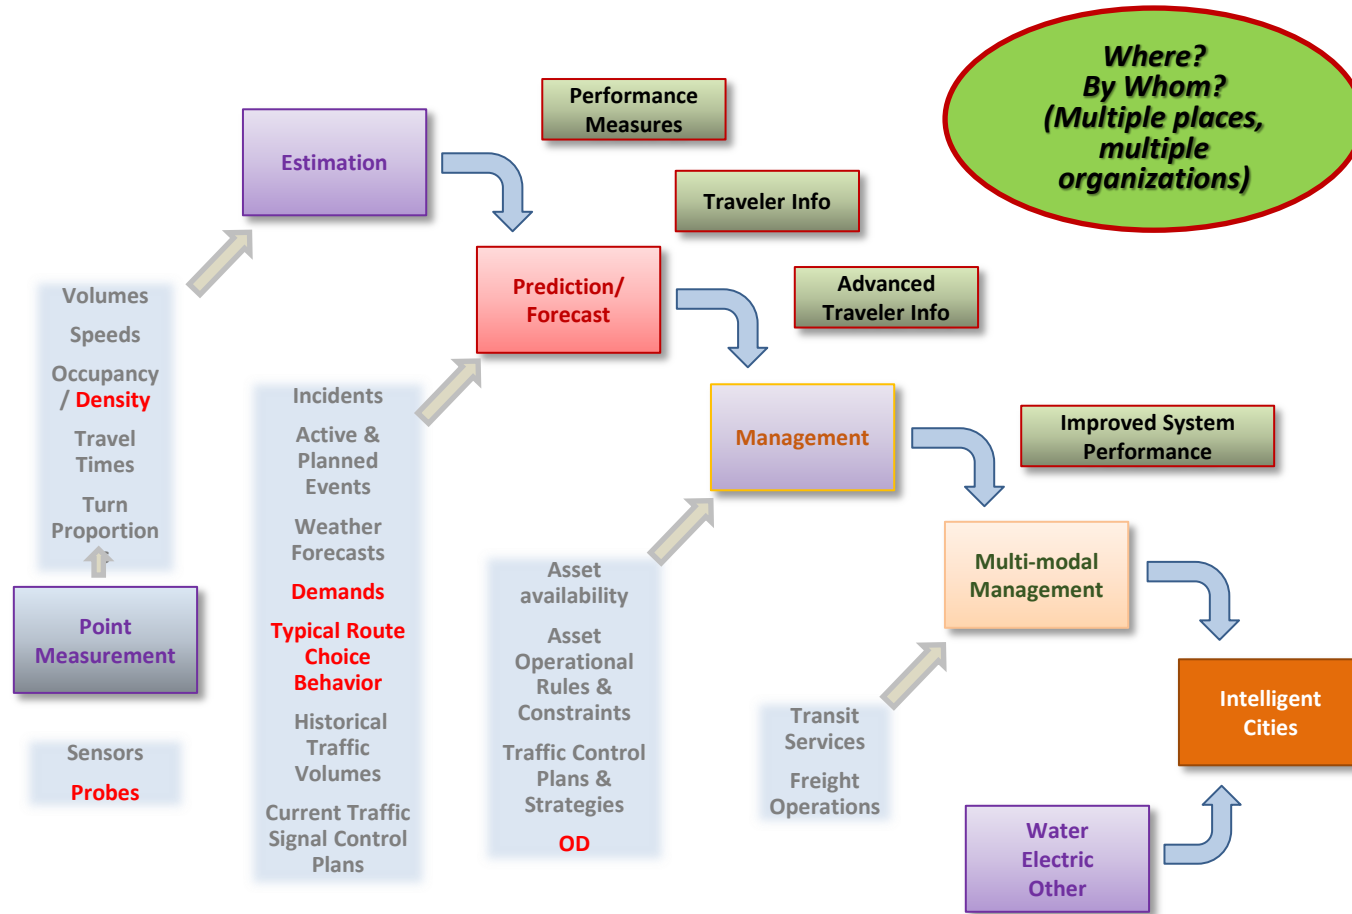 Where?
By Whom?
(Multiple places,
multiple
organizations)
Performance
Measures
Estimation
Traveler Info
Prediction/
Forecast
Advanced
Traveler Info
Volumes
Speeds
Occupancy
/ Density
Travel
Times
Turn
Proportion
s
Point
Measurement
Sensors
Probes
Incidents
Active &
Planned
Events
Weather
Forecasts
Demands
Typical Route
Choice
Behavior
Historical
Traffic
Volumes
Current Traffic
Signal Control
Plans
Management
Improved System
Performance
Asset
availability
Asset
Operational
Rules &
Constraints
Traffic Control
Plans &
Strategies
OD
Multi-modal
Management
Transit
Services
Freight
Operations
Intelligent
Cities
Water
Electric
Other